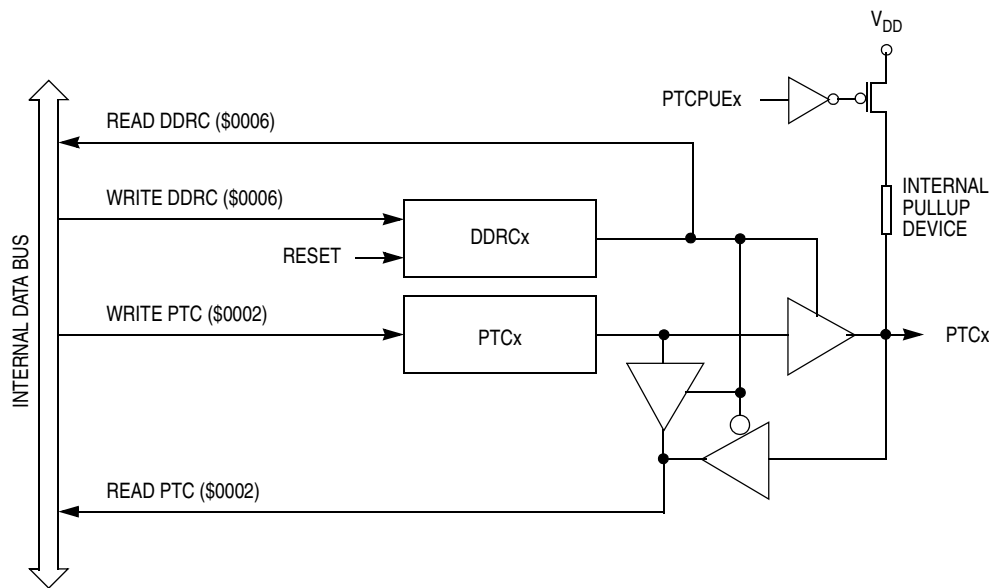 VDD
PTCPUEx
READ DDRC ($0006)
WRITE DDRC ($0006)
INTERNAL
PULLUP
DEVICE
DDRCx
RESET
WRITE PTC ($0002)
PTCx
PTCx
INTERNAL DATA BUS
READ PTC ($0002)